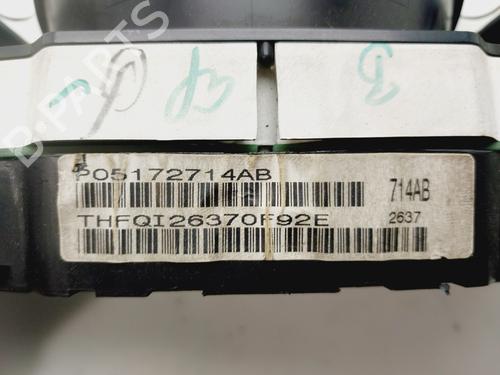 B-PARTS
B
P05172714AB
714AB
THFQI26370F92E
2637